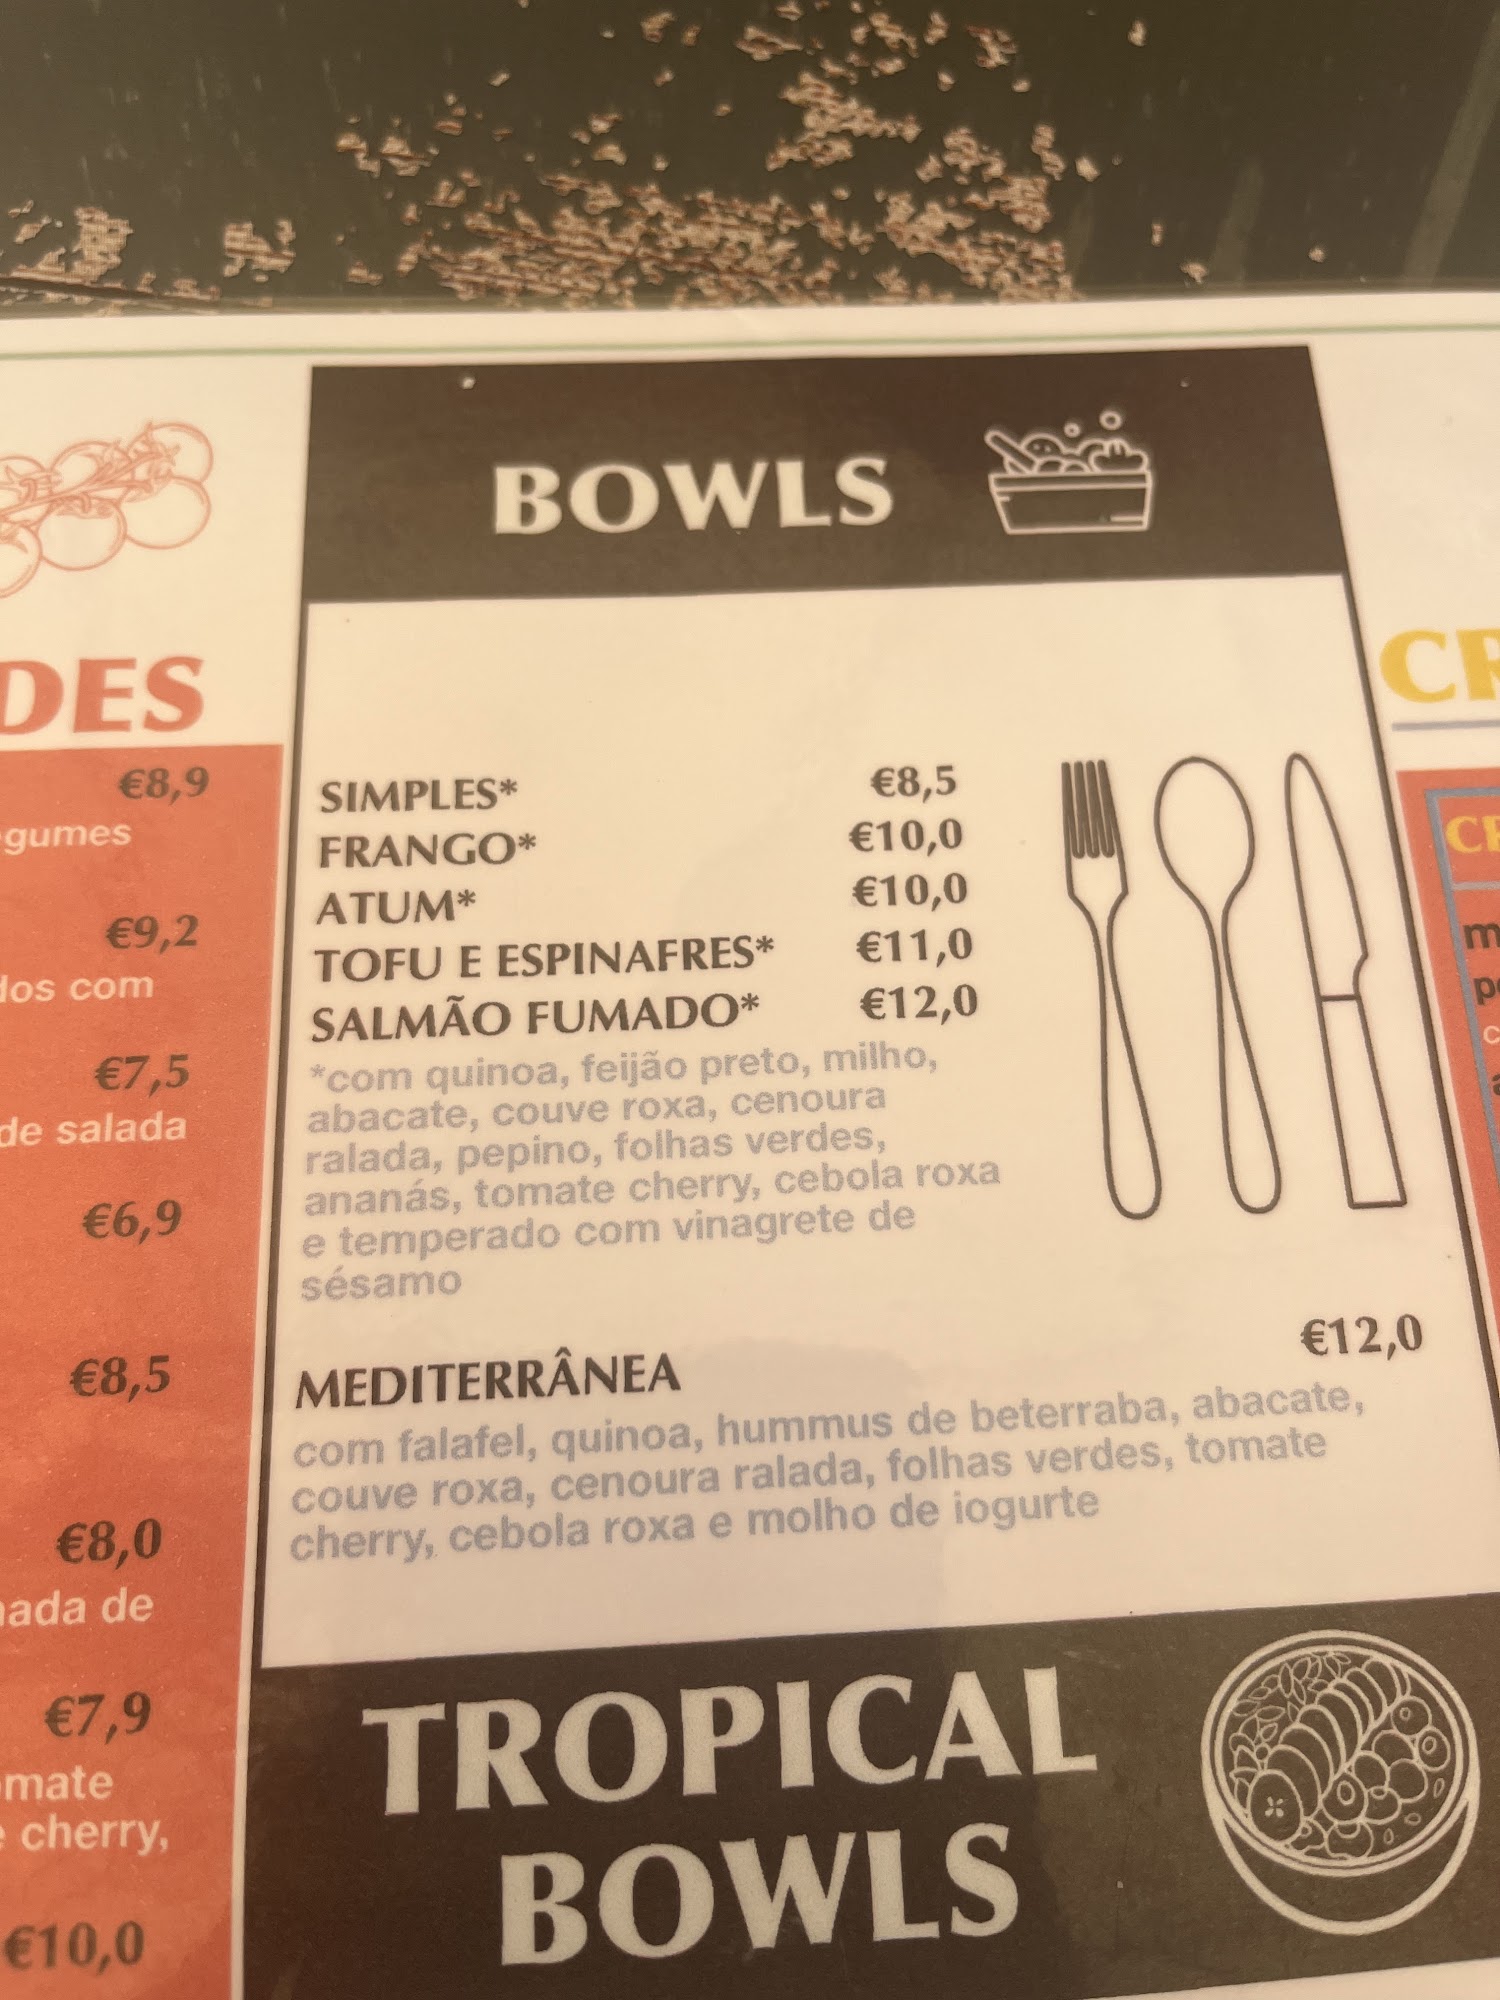 DES
€8,9
gumes
€9,2
dos com
€7,5
de salada
€6,9
€8,5
€8,0
ada de
€7,9
mate
cherry,
€10,0
BOWLS
SIMPLES* €8,5
FRANGO* €10,0
ATUM* €10,0
TOFU E ESPINAFRES* €11,0
SALMÃO FUMADO* €12,0
*com quinoa, feijão preto, milho,
abacate, couve roxa, cenoura
ralada, pepino, folhas verdes,
ananás, tomate cherry, cebola roxa
e temperado com vinagrete de
sésamo
MEDITERRÂNEA €12,0
com falafel, quinoa, hummus de beterraba, abacate,
couve roxa, cenoura ralada, folhas verdes, tomate
cherry, cebola roxa e molho de iogurte
TROPICAL
BOWLS
CR